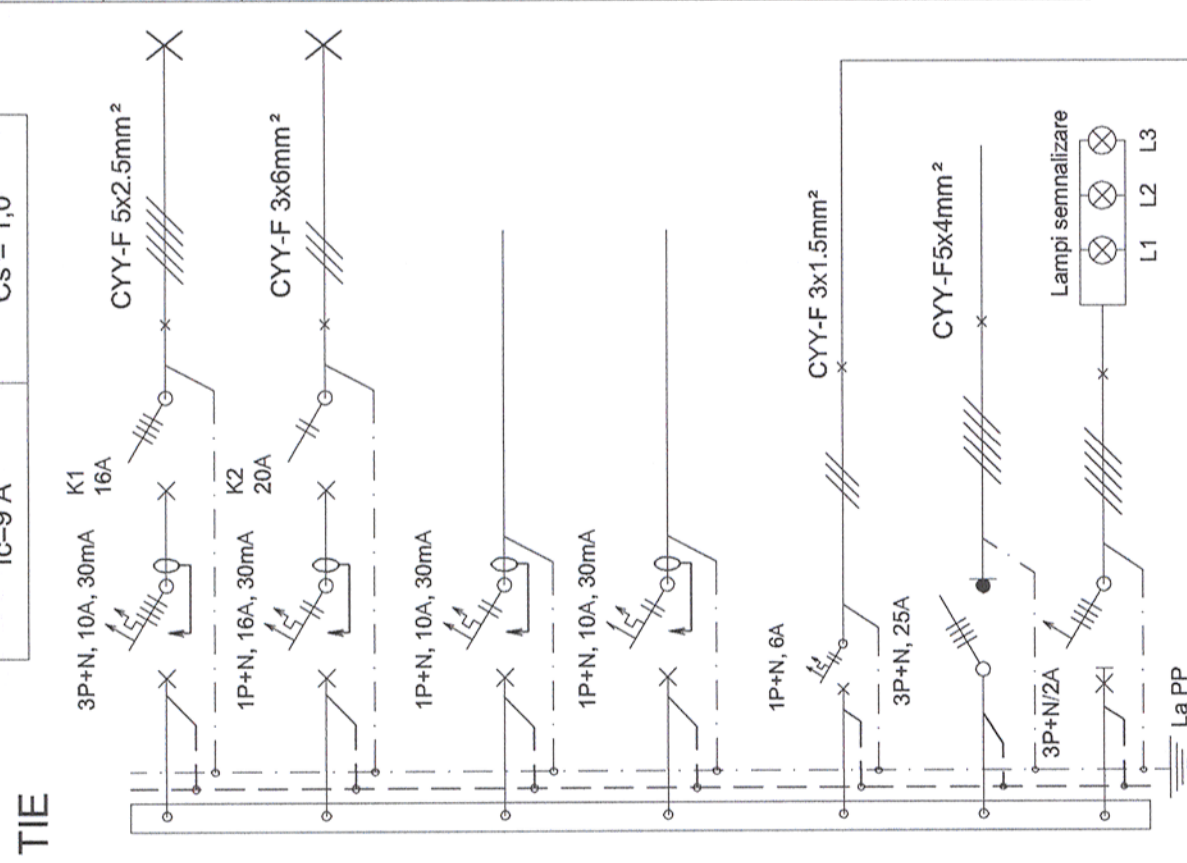 TIE
Ic=9 A
Cs = 1,0
3P+N, 10A, 30mA
K1
16A
CYY-F 5x2.5mm²
1P+N, 16A, 30mA
K2
20A
CYY-F 3x6mm²
1P+N, 10A, 30mA
1P+N, 10A, 30mA
1P+N, 6A
CYY-F 3x1.5mm²
3P+N, 25A
CYY-F5x4mm²
3P+N/2A
Lampi semnalizare
L1
L2
L3
La PP